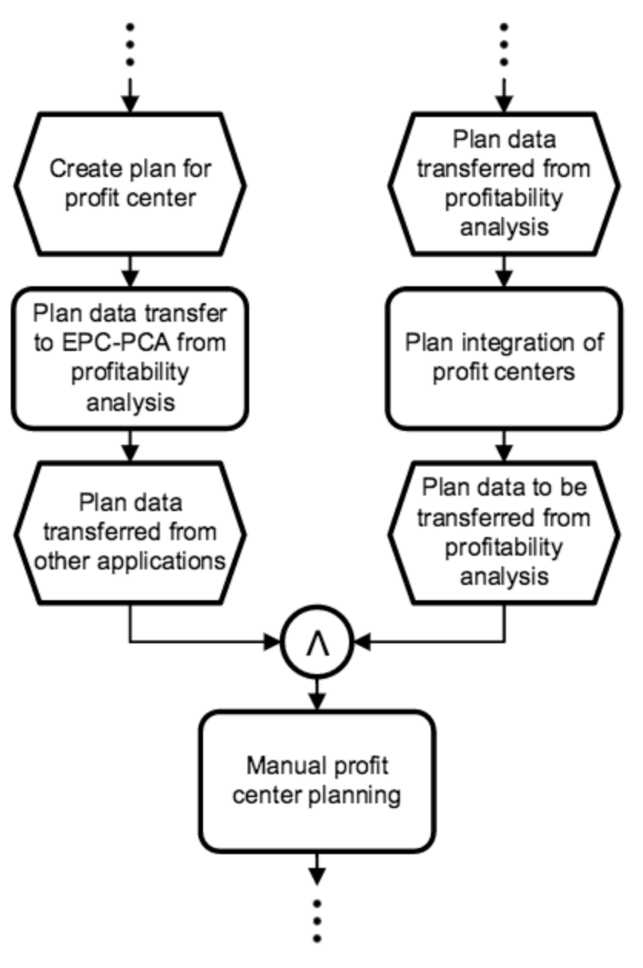 Create plan for
profit center
Plan data
transferred from
profitability
analysis
Plan data transfer
to EPC-PCA from
profitability
analysis
Plan integration of
profit centers
Plan data
transferred from
other applications
Plan data to be
transferred from
profitability
analysis
∧
Manual profit
center planning